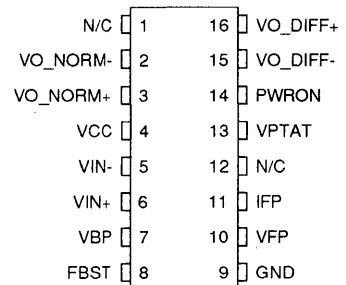 N/C 1 16 VO_DIFF+
VO_NORM- 2 15 VO_DIFF-
VO_NORM+ 3 14 PWRON
VCC 4 13 VPTAT
VIN- 5 12 N/C
VIN+ 6 11 IFP
VBP 7 10 VFP
FBST 8 9 GND